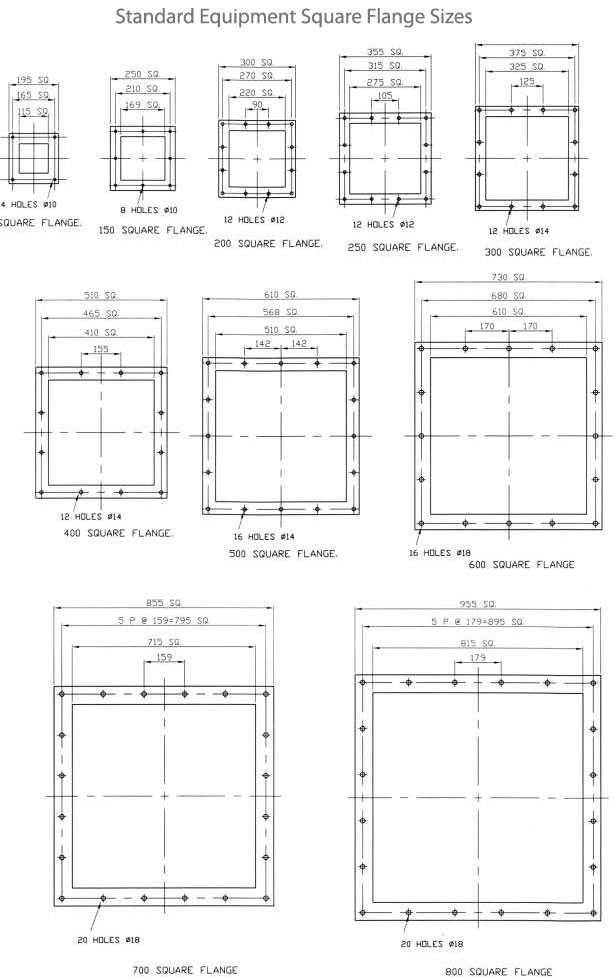 Standard Equipment Square Flange Sizes
195 SQ.
165 SQ.
115 SQ.
4 HOLES Ø10
SQUARE FLANGE.
250 SQ.
210 SQ.
169 SQ.
8 HOLES Ø10
150 SQUARE FLANGE.
300 SQ.
270 SQ.
220 SQ.
90
12 HOLES Ø12
200 SQUARE FLANGE.
355 SQ.
315 SQ.
275 SQ.
105
12 HOLES Ø12
250 SQUARE FLANGE.
375 SQ.
325 SQ.
125
12 HOLES Ø14
300 SQUARE FLANGE.
510 SQ.
465 SQ.
410 SQ.
155
12 HOLES Ø14
400 SQUARE FLANGE.
610 SQ.
568 SQ.
510 SQ.
142 142
16 HOLES Ø14
500 SQUARE FLANGE.
730 SQ.
680 SQ.
610 SQ.
170 170
16 HOLES Ø18
600 SQUARE FLANGE
855 SQ.
5 P @ 159=795 SQ.
715 SQ.
159
20 HOLES Ø18
700 SQUARE FLANGE
955 SQ.
5 P @ 179=895 SQ.
815 SQ.
179
20 HOLES Ø18
800 SQUARE FLANGE